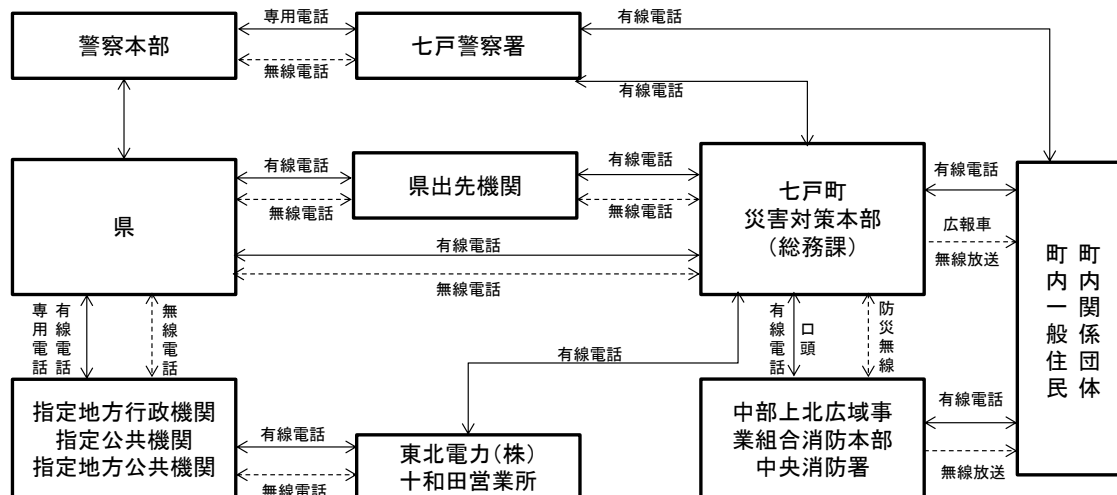 専用電話
有線電話
警察本部
七戸警察署
無線電話
有線電話
有線電話
有線電話
有線電話
県
県出先機関
七戸町
災害対策本部
(総務課)
無線電話
無線電話
広報車
無線放送
有線電話
無線電話
町内関係団体
町内一般住民
専用電話
有線電話
無線電話
有線電話
口頭
防災無線
有線電話
指定地方行政機関
指定公共機関
指定地方公共機関
有線電話
無線電話
東北電力(株)
十和田営業所
中部上北広域事
業組合消防本部
中央消防署
有線電話
無線放送